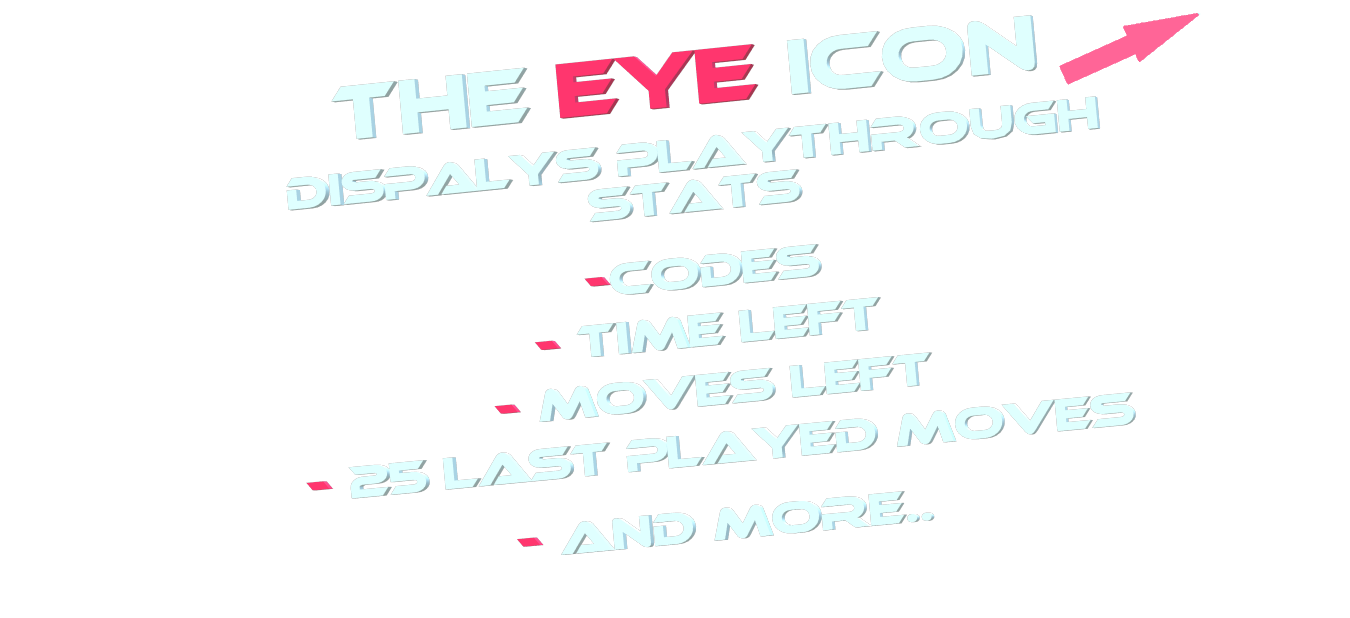 THE EYE ICON
DISPALYS PLAYTHROUGH
STATS
-CODES
- TIME LEFT
- MOVES LEFT
- 25 LAST PLAYED MOVES
- AND MORE..